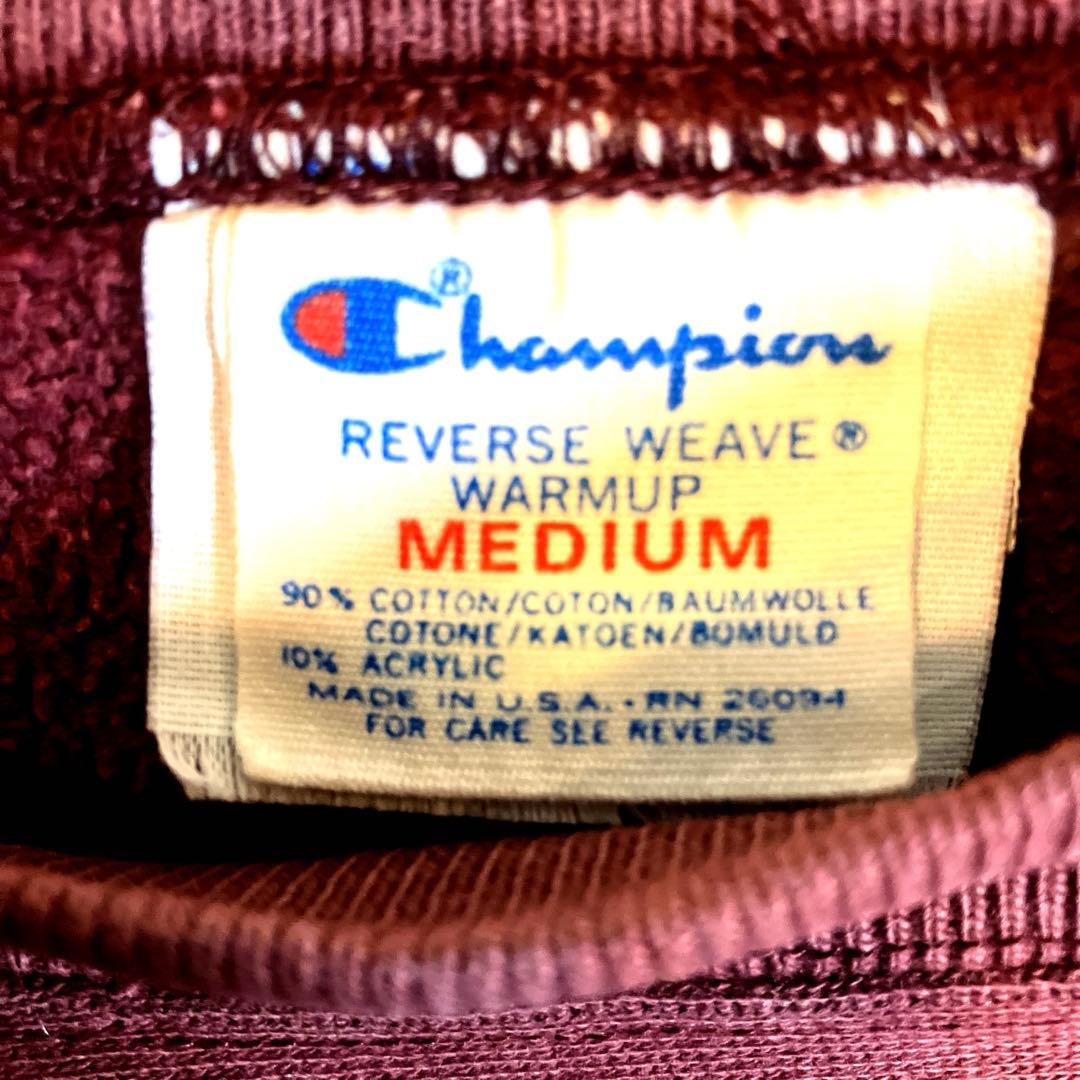 Champion®
REVERSE WEAVE®
WARMUP
MEDIUM
90% COTTON/COTON/BAUMWOLLE
COTONE/KATOEN/BOMULD
10% ACRYLIC
MADE IN U.S.A. - RN 26094
FOR CARE SEE REVERSE